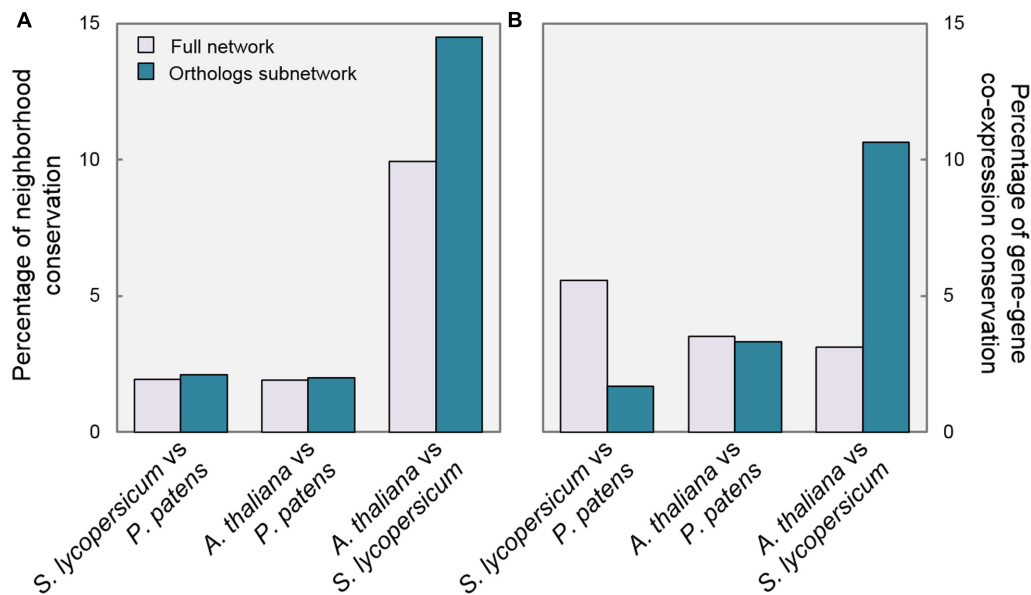 A
Percentage of neighborhood
conservation
15
10
5
0
Full network
Orthologs subnetwork
S. lycopersicum vs
P. patens
A. thaliana vs
P. patens
A. thaliana vs
S. lycopersicum
B
15
10
5
0
Percentage of gene-gene
co-expression conservation
S. lycopersicum vs
P. patens
A. thaliana vs
P. patens
A. thaliana vs
S. lycopersicum